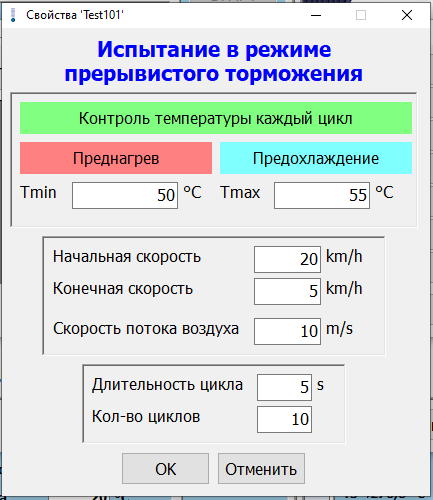 Свойства 'Test101'
Испытание в режиме
прерывистого торможения
Контроль температуры каждый цикл
Преднагрев Предохлаждение
Tmin 50 °C Tmax 55 °C
Начальная скорость 20 km/h
Конечная скорость 5 km/h
Скорость потока воздуха 10 m/s
Длительность цикла 5 s
Кол-во циклов 10
OK Отменить